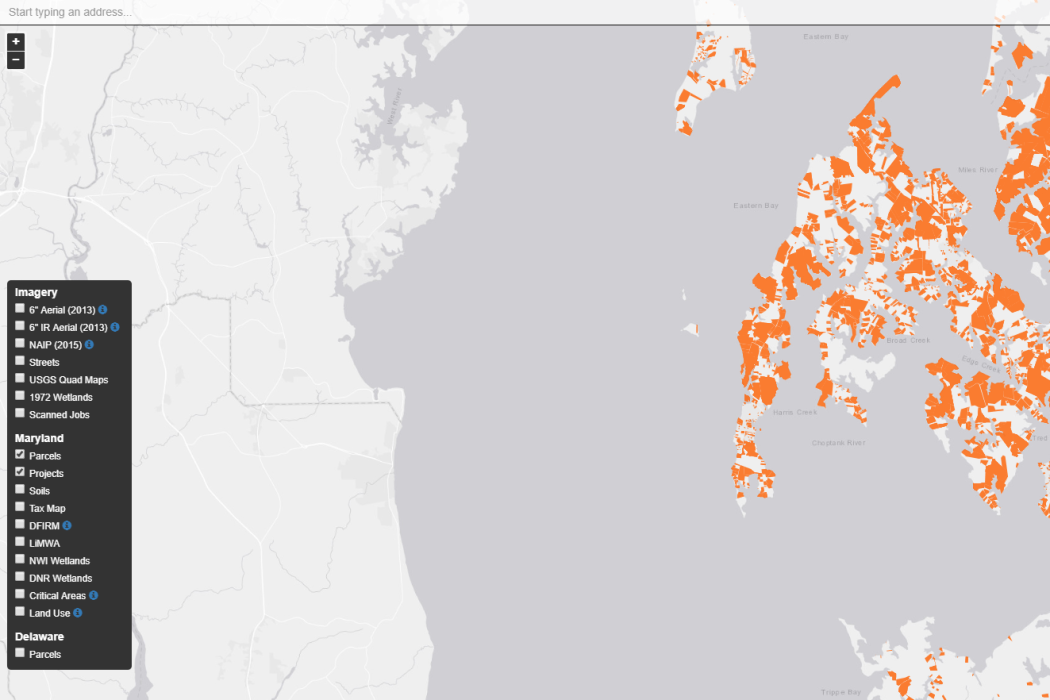 Start typing an address...
+
−
Eastern Bay
West River
Miles River
Eastern Bay
Broad Creek
Edge Creek
Harris Creek
Tred
Choptank River
Trippe Bay
Imagery
6" Aerial (2013)
6" IR Aerial (2013)
NAIP (2015)
Streets
USGS Quad Maps
1972 Wetlands
Scanned Jobs
Maryland
Parcels
Projects
Soils
Tax Map
DFIRM
LiMWA
NWI Wetlands
DNR Wetlands
Critical Areas
Land Use
Delaware
Parcels